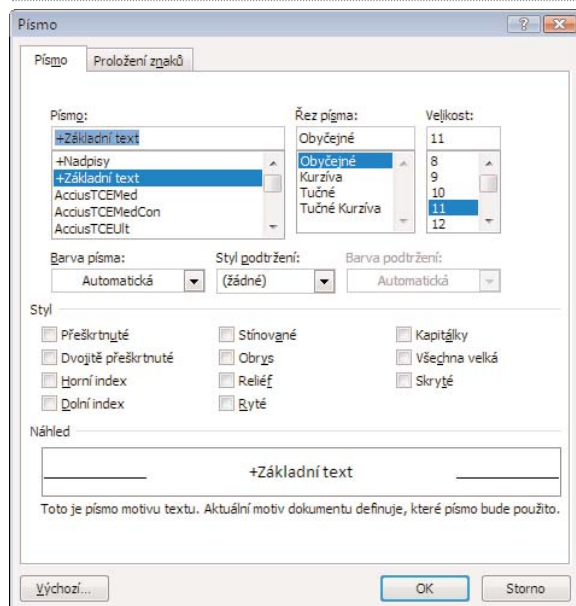 Písmo
Písmo
Proložení znaků
Písmo:
Řez písma:
Velikost:
+Základní text
Obyčejné
11
+Nadpisy
+Základní text
AcciusTCEMed
AcciusTCEMedCon
AcciusTCEUlt
Obyčejné
Kurzíva
Tučné
Tučné Kurzíva
8
9
10
11
12
Barva písma:
Styl podtržení:
Barva podtržení:
Automatická
(žádné)
Automatická
Styl
Přeškrtnuté
Stínované
Kapitálky
Dvojitě přeškrtnuté
Obrys
Všechna velká
Horní index
Reliéf
Skryté
Dolní index
Ryté
Náhled
+Základní text
Toto je písmo motivu textu. Aktuální motiv dokumentu definuje, které písmo bude použito.
Výchozí...
OK
Storno